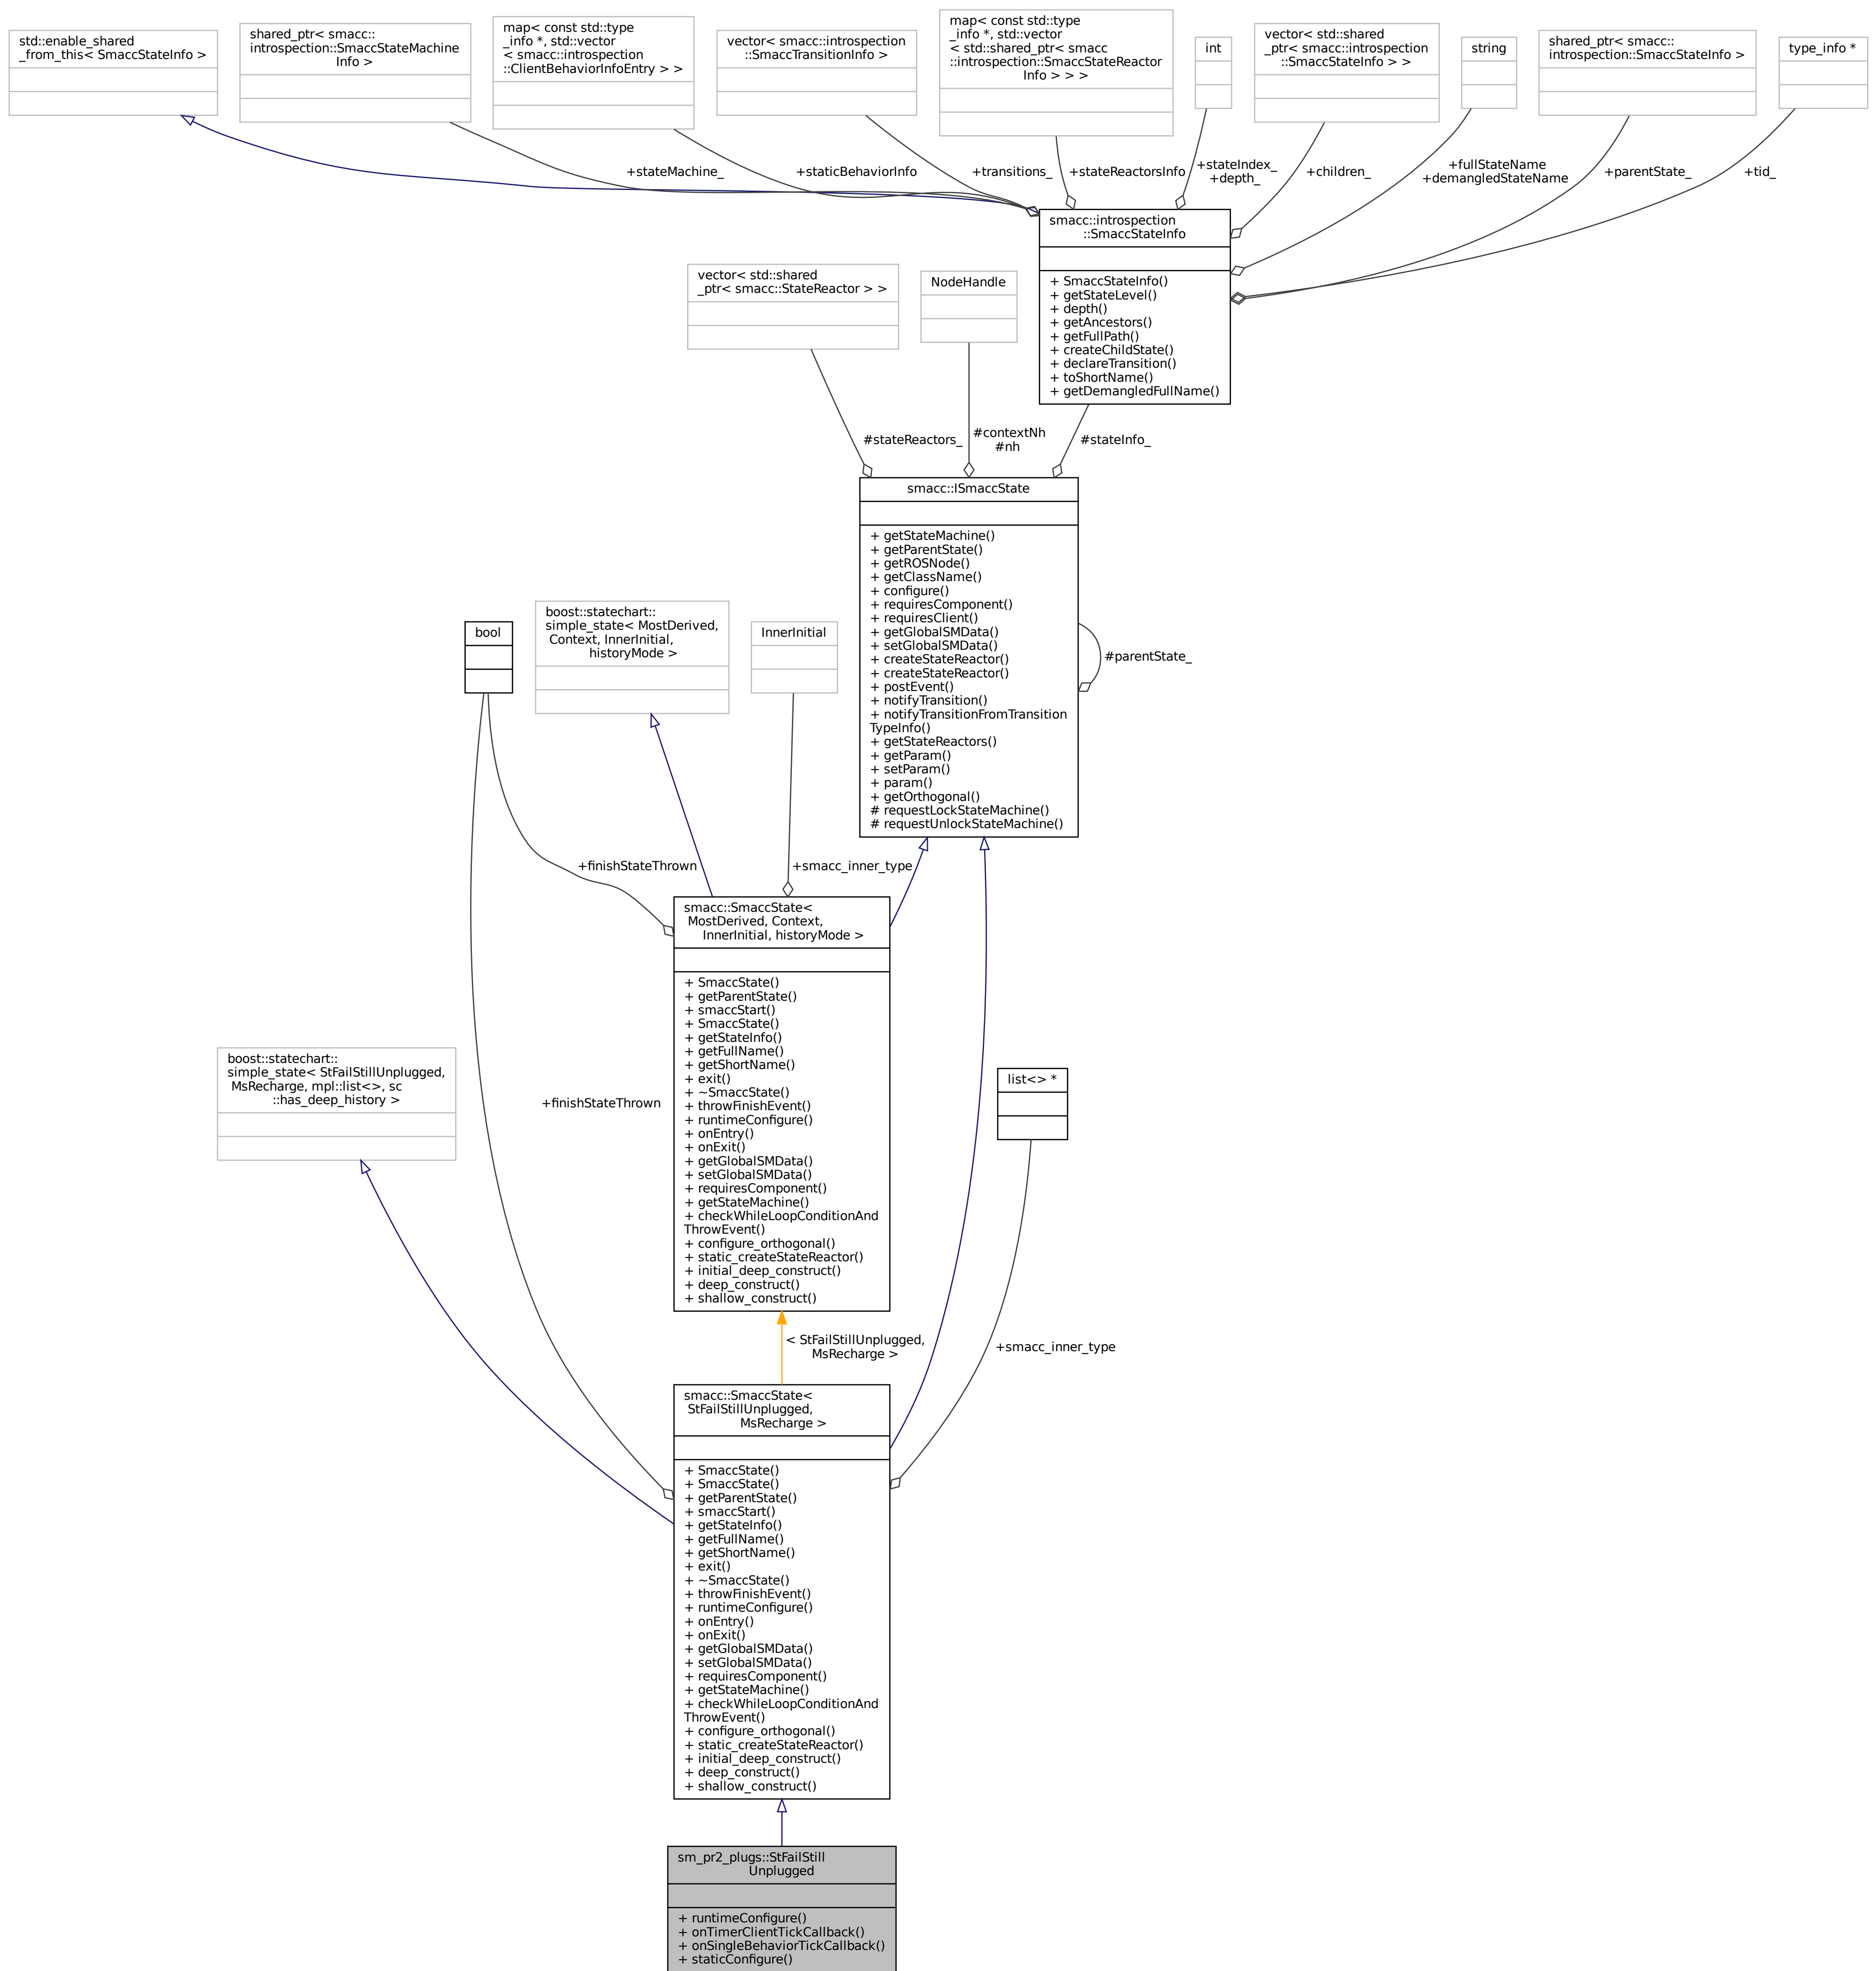 std::enable_shared
_from_this< SmaccStateInfo >
shared_ptr< smacc::
introspection::SmaccStateMachine
Info >
map< const std::type
_info *, std::vector
< smacc::introspection
::ClientBehaviorInfoEntry > >
vector< smacc::introspection
::SmaccTransitionInfo >
map< const std::type
_info *, std::vector
< std::shared_ptr< smacc
::introspection::SmaccStateReactor
Info > > >
int
vector< std::shared
_ptr< smacc::introspection
::SmaccStateInfo > >
string
shared_ptr< smacc::
introspection::SmaccStateInfo >
type_info *
+stateMachine_
+staticBehaviorInfo
+transitions_
+stateReactorsInfo
+stateIndex_
+depth_
+children_
+fullStateName
+demangledStateName
+parentState_
+tid_
smacc::introspection
::SmaccStateInfo
+ SmaccStateInfo()
+ getStateLevel()
+ depth()
+ getAncestors()
+ getFullPath()
+ createChildState()
+ declareTransition()
+ toShortName()
+ getDemangledFullName()
vector< std::shared
_ptr< smacc::StateReactor > >
NodeHandle
#stateReactors_
#contextNh
#nh
#stateInfo_
smacc::ISmaccState
+ getStateMachine()
+ getParentState()
+ getROSNode()
+ getClassName()
+ configure()
+ requiresComponent()
+ requiresClient()
+ getGlobalSMData()
+ setGlobalSMData()
+ createStateReactor()
+ createStateReactor()
+ postEvent()
+ notifyTransition()
+ notifyTransitionFromTransition
TypeInfo()
+ getStateReactors()
+ getParam()
+ setParam()
+ param()
+ getOrthogonal()
# requestLockStateMachine()
# requestUnlockStateMachine()
#parentState_
bool
boost::statechart::
simple_state< MostDerived,
Context, InnerInitial,
historyMode >
InnerInitial
+finishStateThrown
+smacc_inner_type
smacc::SmaccState<
MostDerived, Context,
InnerInitial, historyMode >
+ SmaccState()
+ getParentState()
+ smaccStart()
+ SmaccState()
+ getStateInfo()
+ getFullName()
+ getShortName()
+ exit()
+ ~SmaccState()
+ throwFinishEvent()
+ runtimeConfigure()
+ onEntry()
+ onExit()
+ getGlobalSMData()
+ setGlobalSMData()
+ requiresComponent()
+ getStateMachine()
+ checkWhileLoopConditionAnd
ThrowEvent()
+ configure_orthogonal()
+ static_createStateReactor()
+ initial_deep_construct()
+ deep_construct()
+ shallow_construct()
boost::statechart::
simple_state< StFailStillUnplugged,
MsRecharge, mpl::list<>, sc
::has_deep_history >
+finishStateThrown
list<> *
< StFailStillUnplugged,
MsRecharge >
+smacc_inner_type
smacc::SmaccState<
StFailStillUnplugged,
MsRecharge >
+ SmaccState()
+ SmaccState()
+ getParentState()
+ smaccStart()
+ getStateInfo()
+ getFullName()
+ getShortName()
+ exit()
+ ~SmaccState()
+ throwFinishEvent()
+ runtimeConfigure()
+ onEntry()
+ onExit()
+ getGlobalSMData()
+ setGlobalSMData()
+ requiresComponent()
+ getStateMachine()
+ checkWhileLoopConditionAnd
ThrowEvent()
+ configure_orthogonal()
+ static_createStateReactor()
+ initial_deep_construct()
+ deep_construct()
+ shallow_construct()
sm_pr2_plugs::StFailStill
Unplugged
+ runtimeConfigure()
+ onTimerClientTickCallback()
+ onSingleBehaviorTickCallback()
+ staticConfigure()